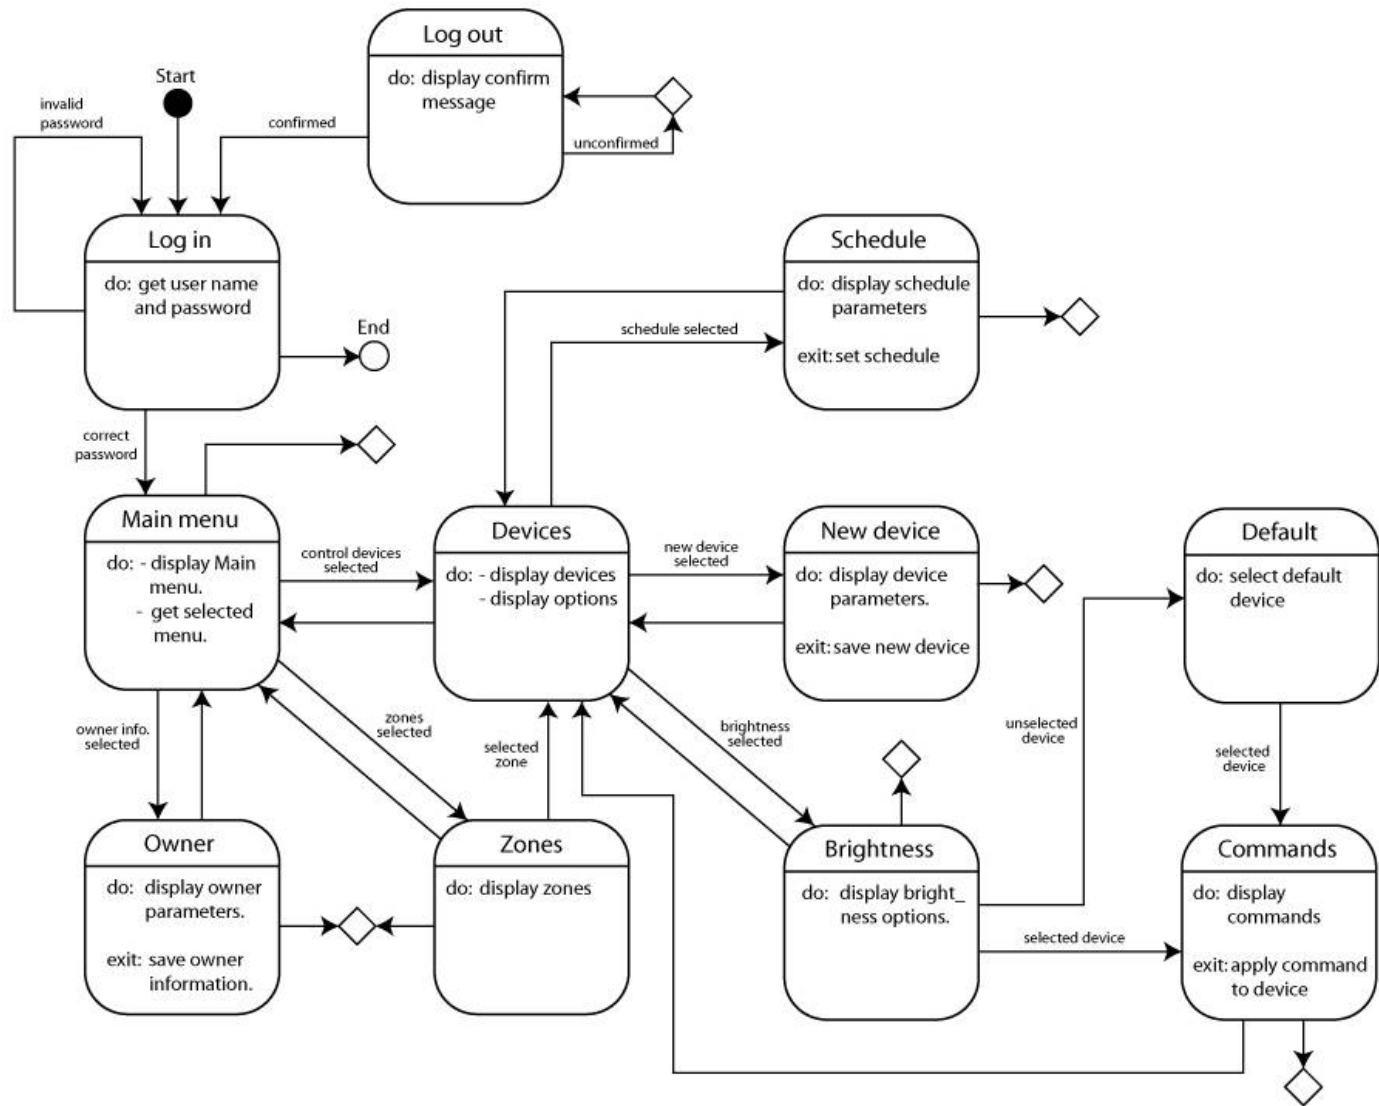 Log out
do: display confirm
message
Start
invalid
password
confirmed
unconfirmed
Log in
do: get user name
and password
End
Schedule
do: display schedule
parameters
exit: set schedule
schedule selected
correct
password
Main menu
do: - display Main
menu.
- get selected
menu.
control devices
selected
Devices
do: - display devices
- display options
new device
selected
New device
do: display device
parameters.
exit: save new device
Default
do: select default
device
owner info.
selected
zones
selected
selected
zone
brightness
selected
unselected
device
selected
device
Owner
do: display owner
parameters.
exit: save owner
information.
Zones
do: display zones
Brightness
do: display bright_
ness options.
selected device
Commands
do: display
commands
exit: apply command
to device